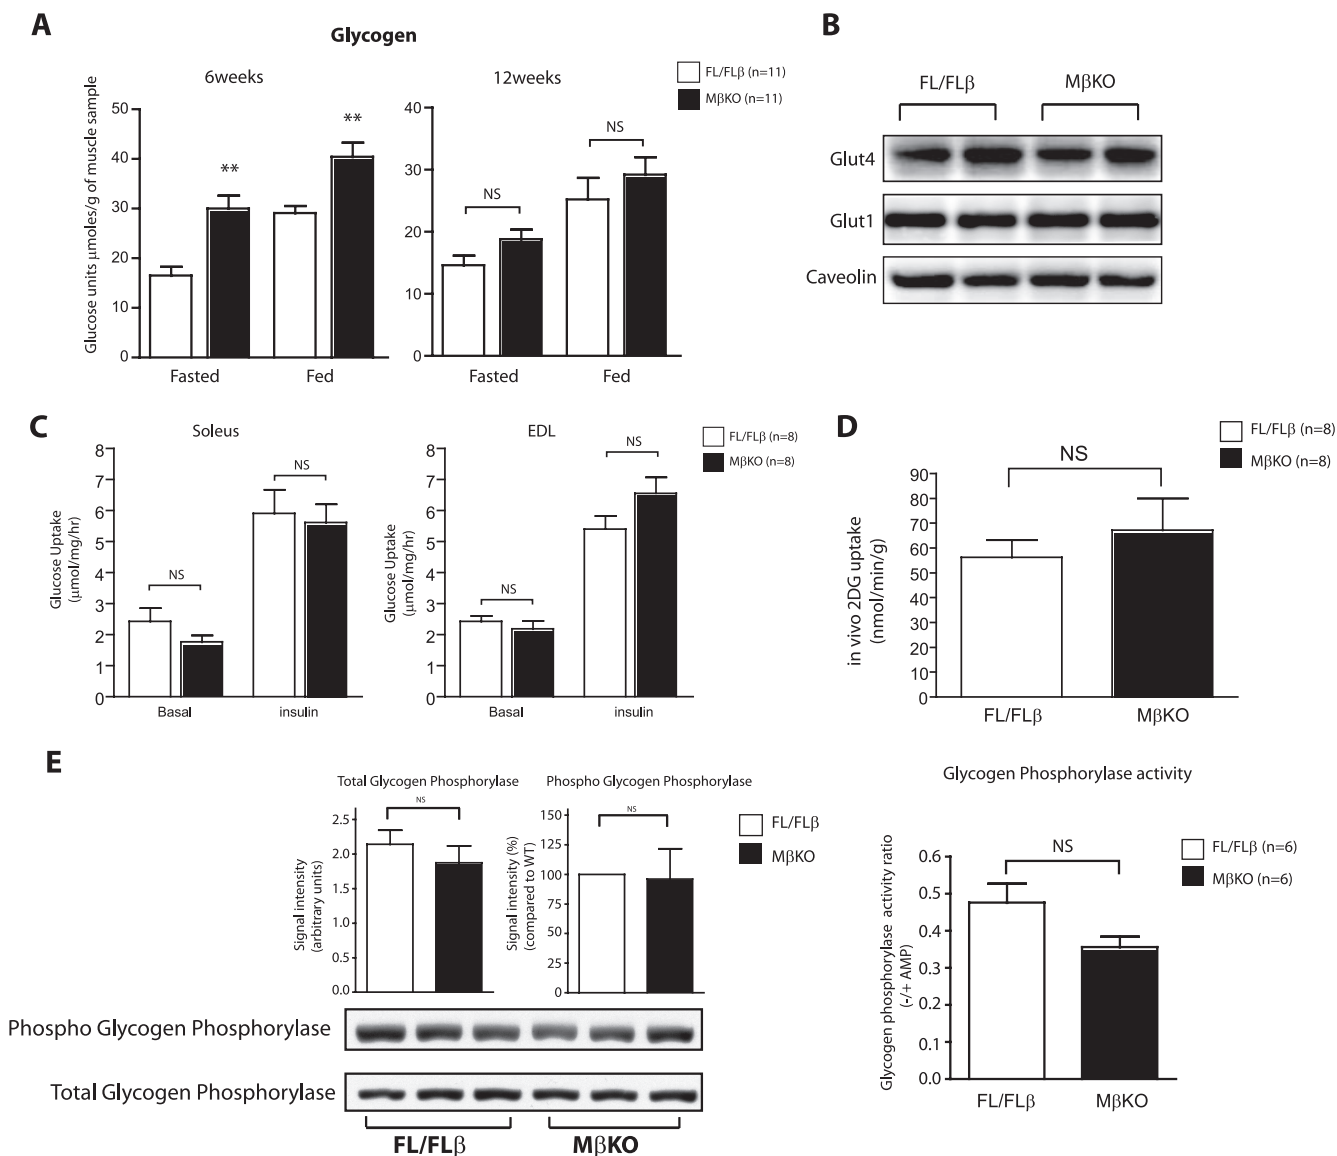 A
Glycogen
6weeks
12weeks
FL/FLβ (n=11)
MβKO (n=11)
Glucose units μmoles/g of muscle sample
50
40
30
20
10
0
**
**
Fasted
Fed
40
30
20
10
0
NS
NS
Fasted
Fed
B
FL/FLβ
MβKO
Glut4
Glut1
Caveolin
C
Soleus
EDL
FL/FLβ (n=8)
MβKO (n=8)
Glucose Uptake
(μmol/mg/hr)
8
7
6
5
4
3
2
1
0
NS
NS
Basal
insulin
Glucose Uptake
(μmol/mg/hr)
8
7
6
5
4
3
2
1
0
NS
NS
Basal
insulin
D
FL/FLβ (n=8)
MβKO (n=8)
in vivo 2DG uptake
(nmol/min/g)
90
80
70
60
50
40
30
20
10
0
NS
FL/FLβ
MβKO
E
Total Glycogen Phosphorylase
Signal intensity
(arbitrary units)
2.5
2.0
1.5
1.0
0.5
0.0
NS
Phospho Glycogen Phosphorylase
Signal intensity (%)
(compared to WT)
150
125
100
75
50
25
0
NS
FL/FLβ
MβKO
Phospho Glycogen Phosphorylase
Total Glycogen Phosphorylase
FL/FLβ
MβKO
Glycogen Phosphorylase activity
FL/FLβ (n=6)
MβKO (n=6)
Glycogen phosphorylase activity ratio
(-/+ AMP)
0.6
0.5
0.4
0.3
0.2
0.1
0.0
NS
FL/FLβ
MβKO